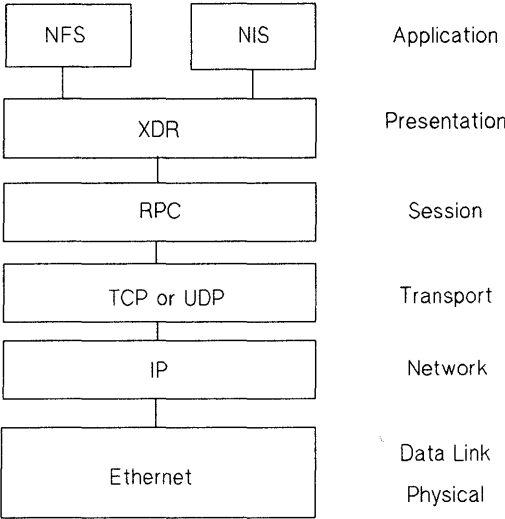 NFS
NIS
Application
XDR
Presentation
RPC
Session
TCP or UDP
Transport
IP
Network
Ethernet
Data Link
Physical